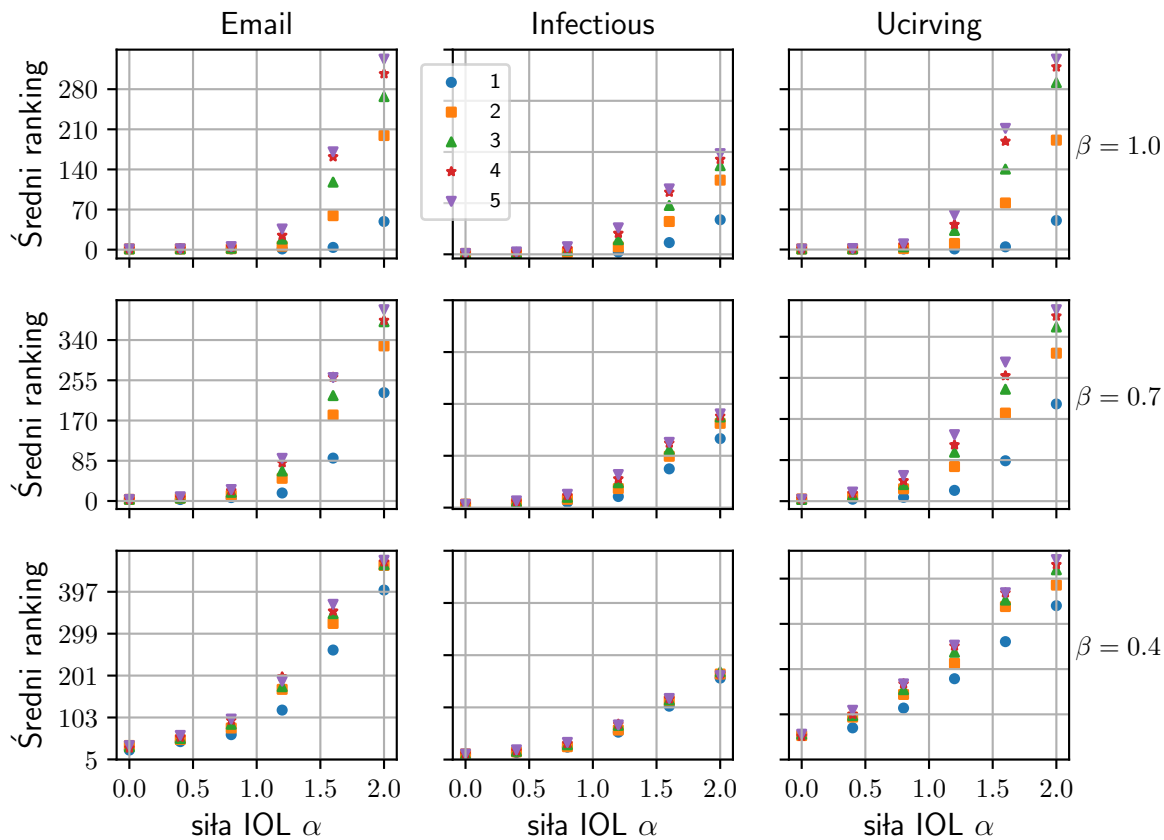 Email Infectious Ucirving
Średni ranking
280
210
140
70
0
1
2
3
4
5
β = 1.0
Średni ranking
340
255
170
85
0
β = 0.7
Średni ranking
397
299
201
103
5
β = 0.4
0.0 0.5 1.0 1.5 2.0 0.0 0.5 1.0 1.5 2.0 0.0 0.5 1.0 1.5 2.0
siła IOL α siła IOL α siła IOL α